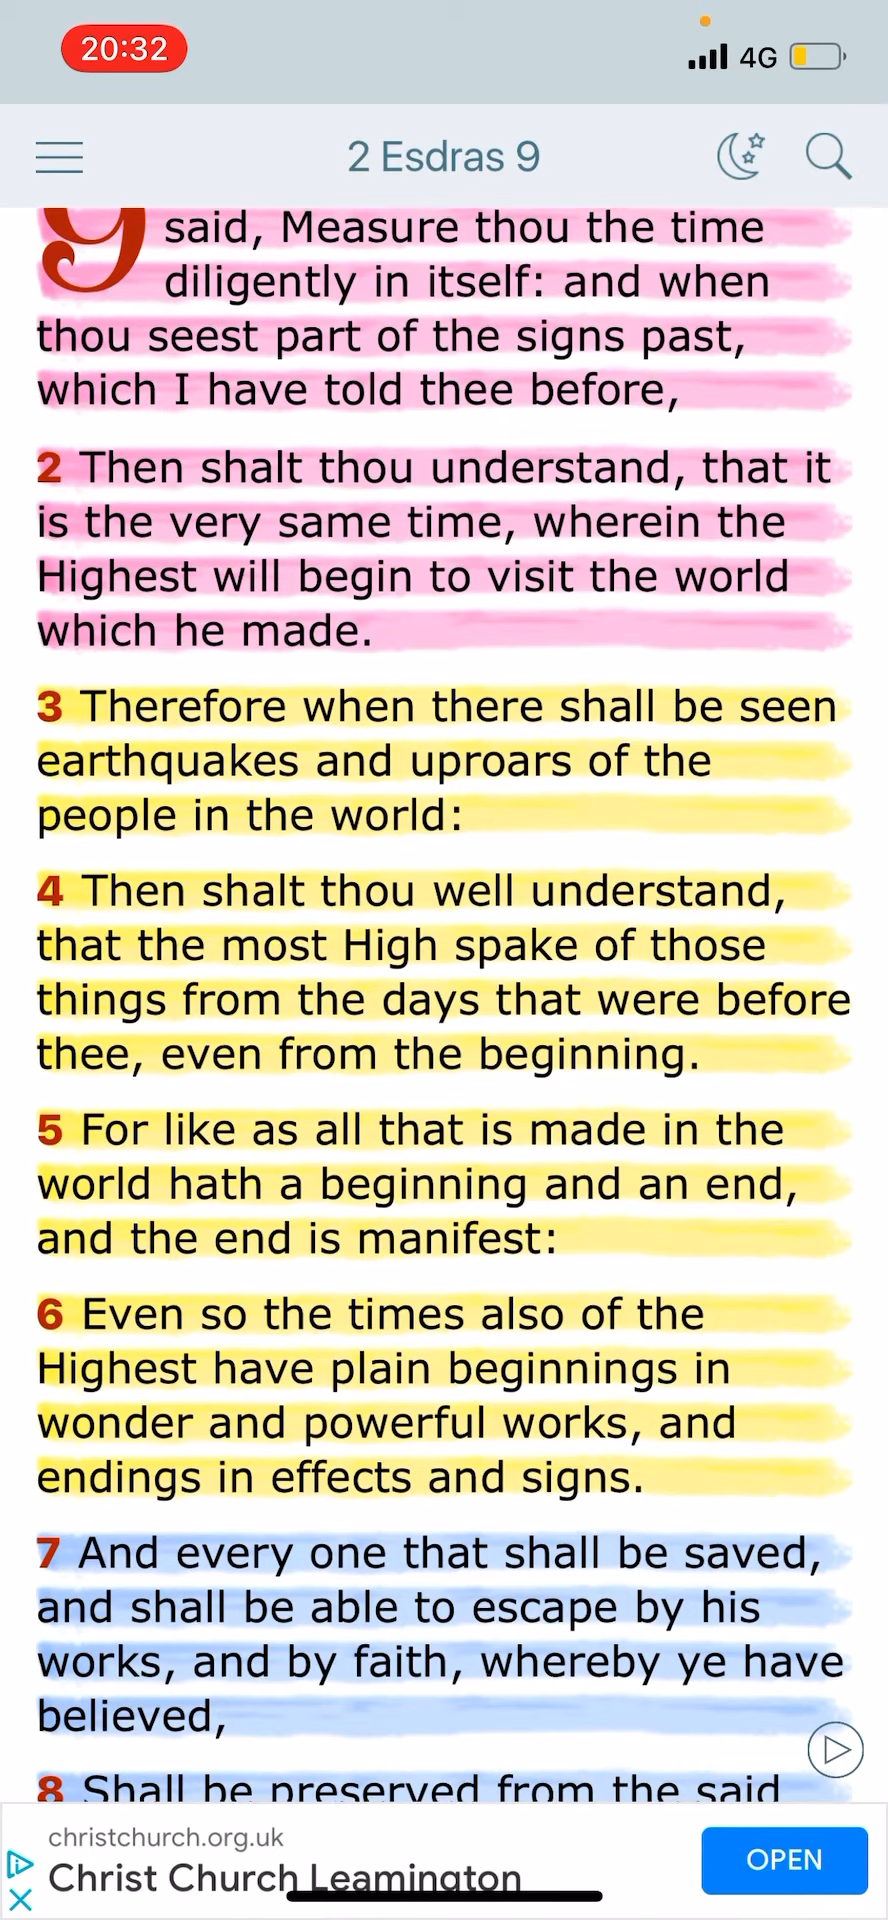 20:32
4G
2 Esdras 9
9 said, Measure thou the time
diligently in itself: and when
thou seest part of the signs past,
which I have told thee before,
2 Then shalt thou understand, that it
is the very same time, wherein the
Highest will begin to visit the world
which he made.
3 Therefore when there shall be seen
earthquakes and uproars of the
people in the world:
4 Then shalt thou well understand,
that the most High spake of those
things from the days that were before
thee, even from the beginning.
5 For like as all that is made in the
world hath a beginning and an end,
and the end is manifest:
6 Even so the times also of the
Highest have plain beginnings in
wonder and powerful works, and
endings in effects and signs.
7 And every one that shall be saved,
and shall be able to escape by his
works, and by faith, whereby ye have
believed,
8 Shall be preserved from the said
christchurch.org.uk
Christ Church Leamington
OPEN